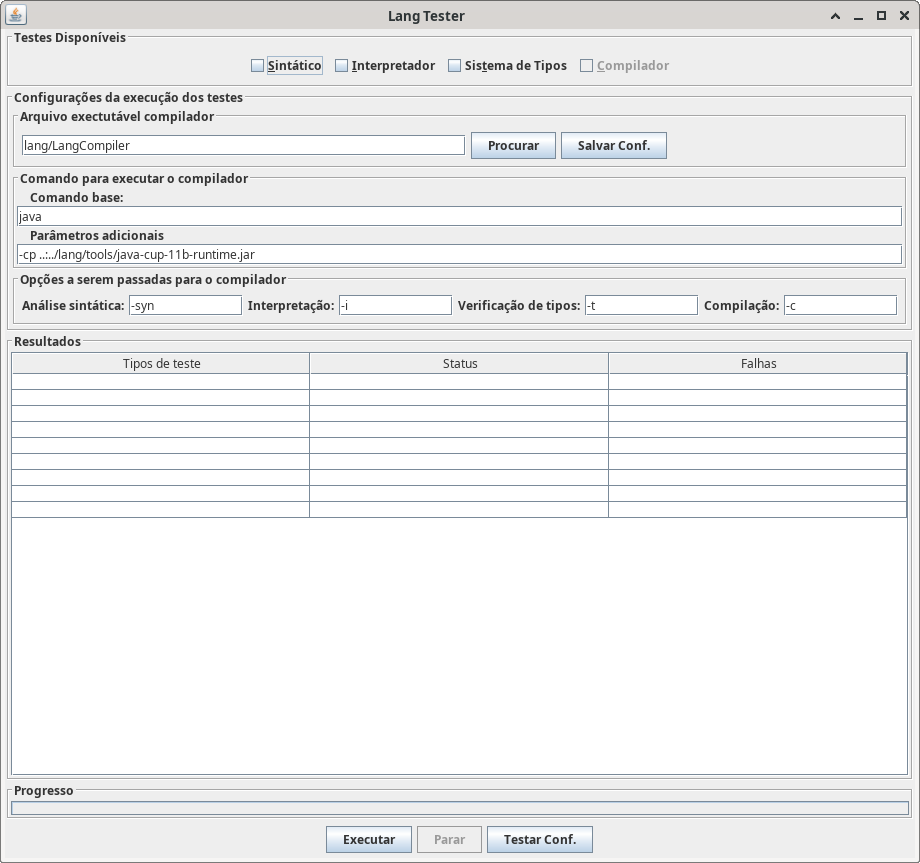 Lang Tester
Testes Disponíveis
Sintático Interpretador Sistema de Tipos Compilador
Configurações da execução dos testes
Arquivo exectutável compilador
lang/LangCompiler Procurar Salvar Conf.
Comando para executar o compilador
Comando base:
java
Parâmetros adicionais
-cp ..:../lang/tools/java-cup-11b-runtime.jar
Opções a serem passadas para o compilador
Análise sintática: -syn Interpretação: -i Verificação de tipos: -t Compilação: -c
Resultados
Tipos de teste Status Falhas
Progresso
Executar Parar Testar Conf.